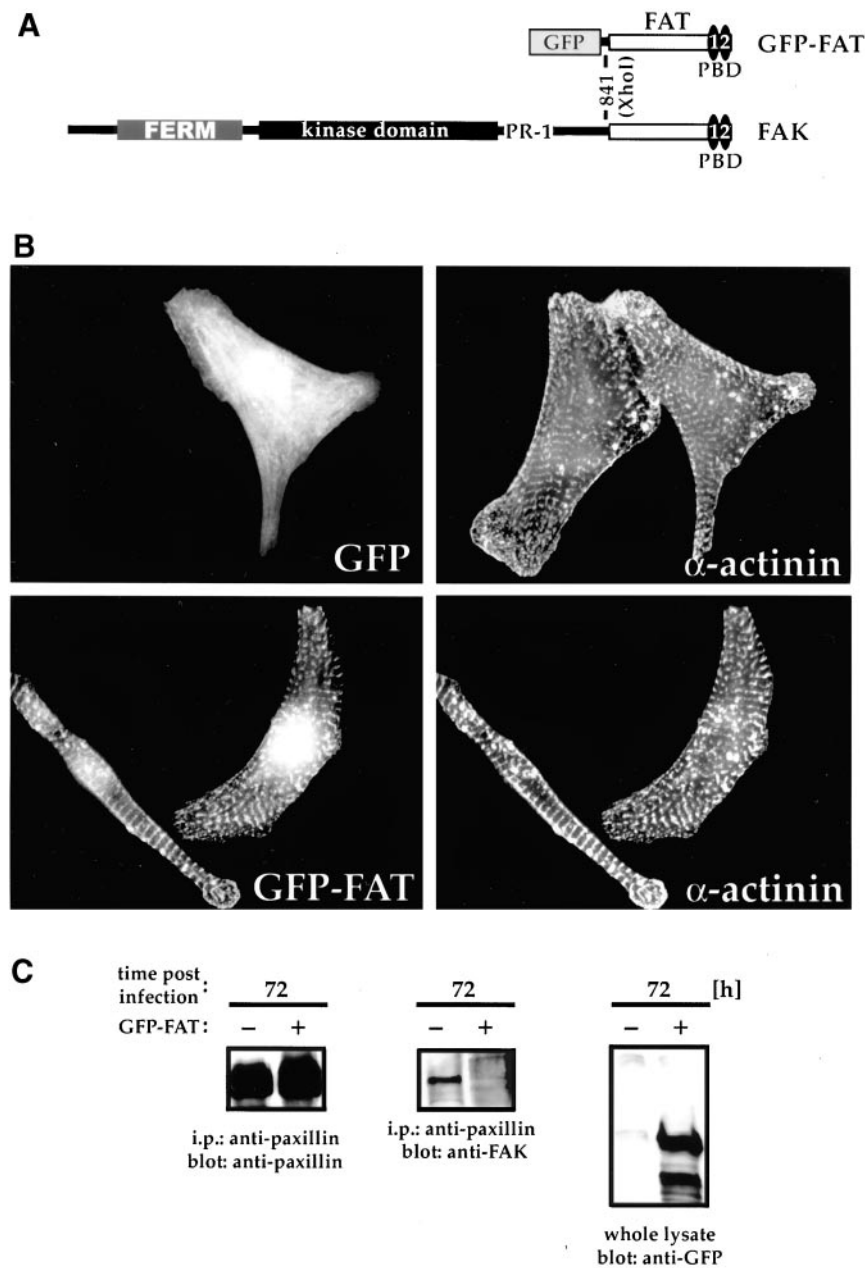 A
FAT
GFP
12
GFP-FAT
PBD
841
(XhoI)
FERM
kinase domain
PR-1
12
FAK
PBD
B
GFP
α-actinin
GFP-FAT
α-actinin
C
time post
infection :
72
72
72
[h]
GFP-FAT :
− +
− +
− +
i.p.: anti-paxillin
blot: anti-paxillin
i.p.: anti-paxillin
blot: anti-FAK
whole lysate
blot: anti-GFP